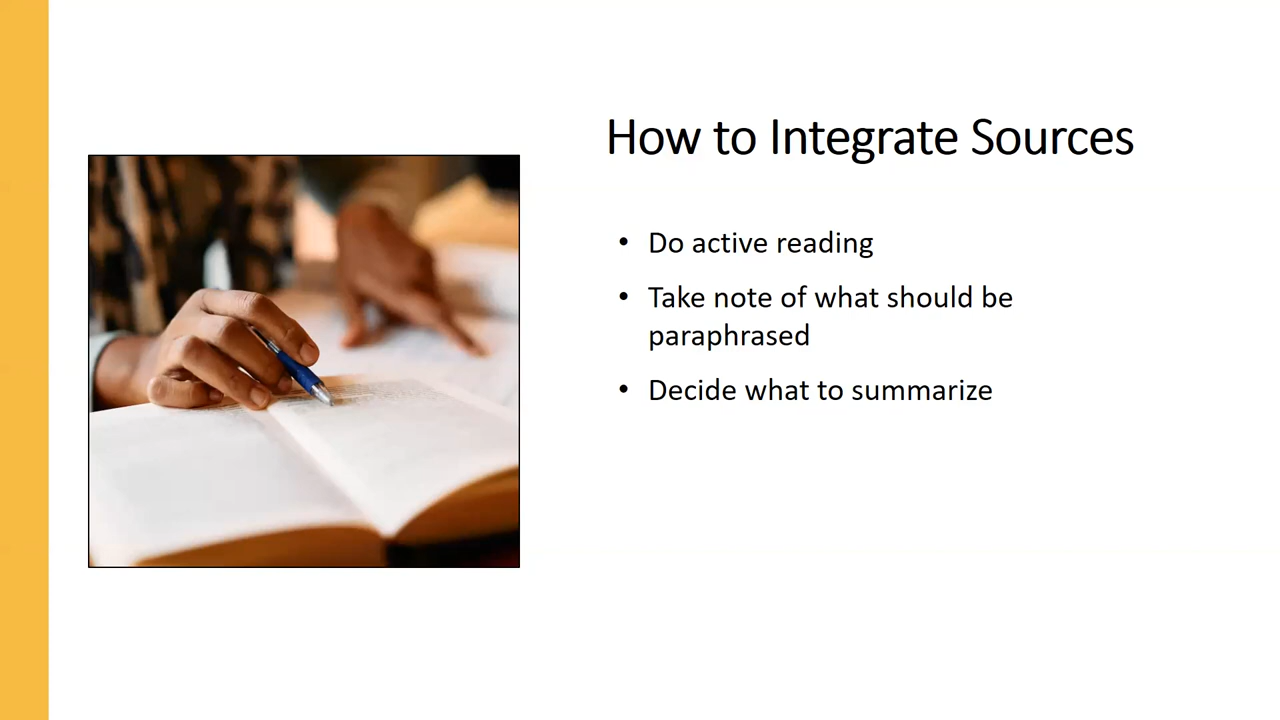 How to Integrate Sources
• Do active reading
• Take note of what should be
paraphrased
• Decide what to summarize